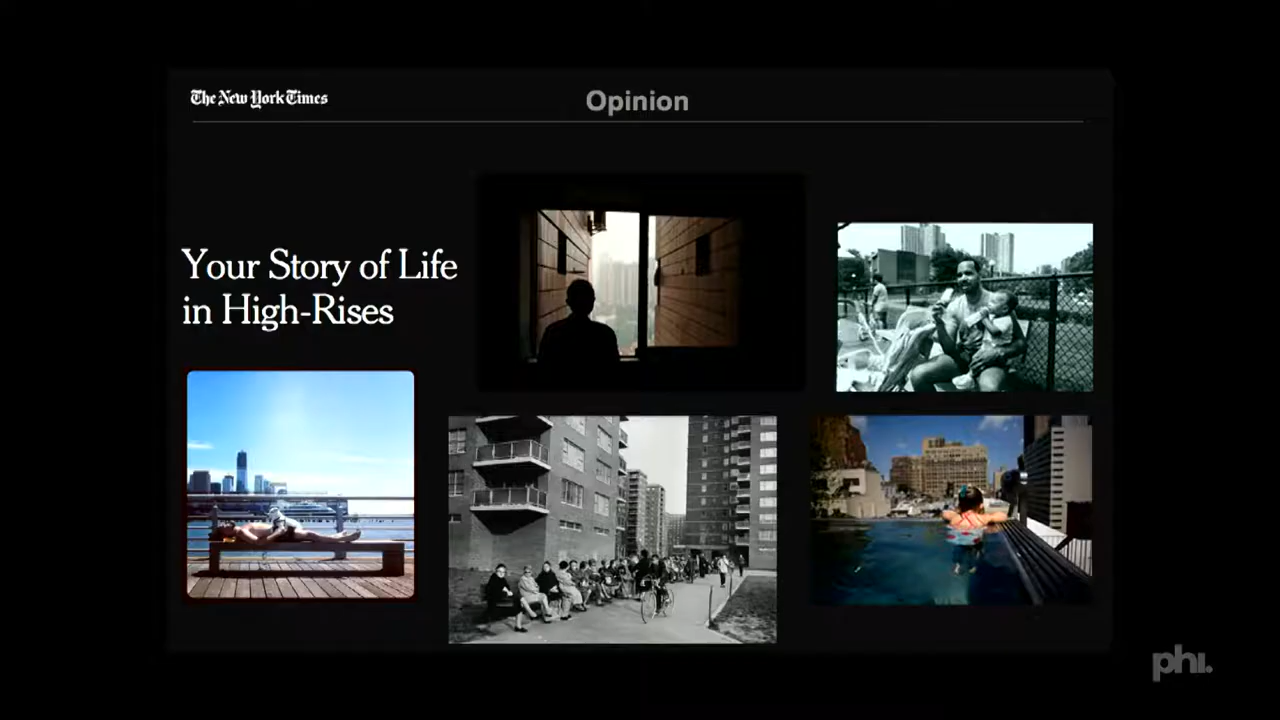 The New York Times
Opinion
Your Story of Life
in High-Rises
phi.